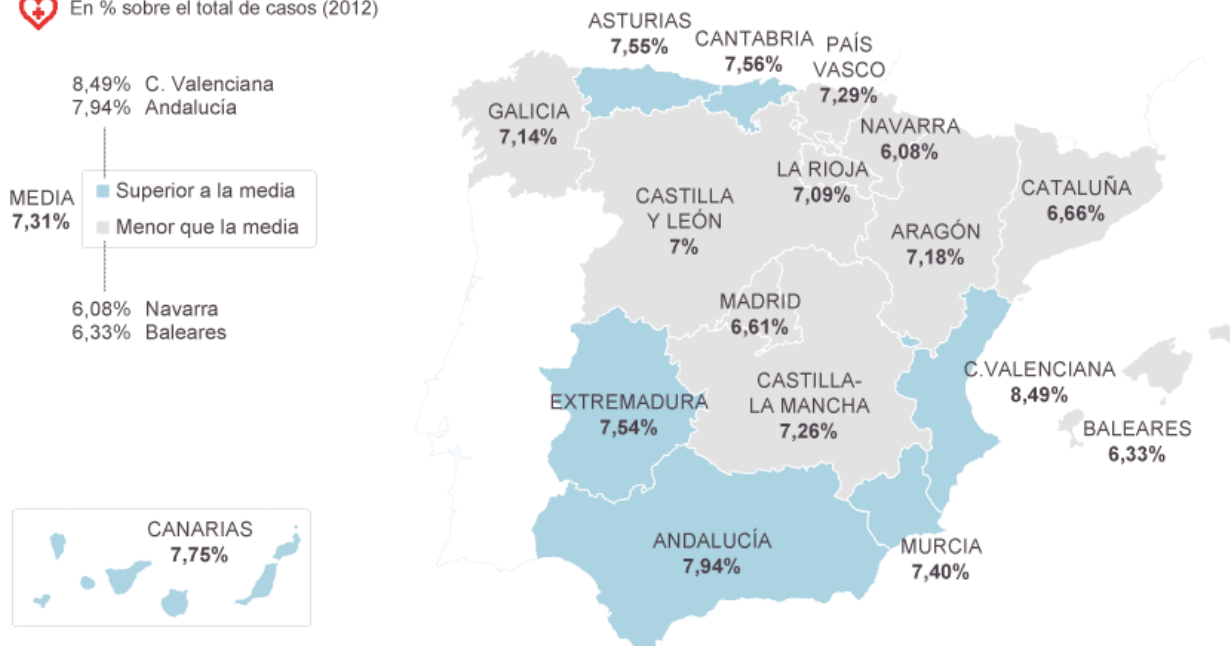 En % sobre el total de casos (2012)
8,49% C. Valenciana
7,94% Andalucía
MEDIA
7,31%
Superior a la media
Menor que la media
6,08% Navarra
6,33% Baleares
ASTURIAS
7,55%
CANTABRIA
7,56%
PAÍS
VASCO
7,29%
GALICIA
7,14%
NAVARRA
6,08%
LA RIOJA
7,09%
CASTILLA
Y LEÓN
7%
CATALUÑA
6,66%
ARAGÓN
7,18%
MADRID
6,61%
C.VALENCIANA
8,49%
CASTILLA-
LA MANCHA
7,26%
EXTREMADURA
7,54%
BALEARES
6,33%
CANARIAS
7,75%
ANDALUCÍA
7,94%
MURCIA
7,40%